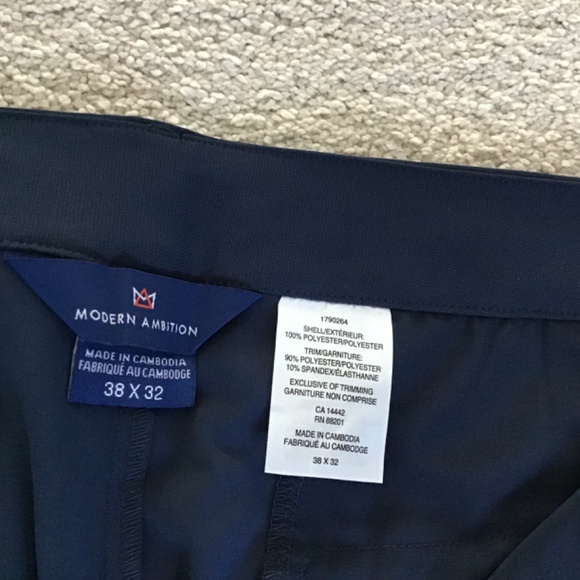 MODERN AMBITION
MADE IN CAMBODIA
FABRIQUÉ AU CAMBODGE
38 X 32
1790264
SHELL/EXTÉRIEUR:
100% POLYESTER/POLYESTER
TRIM/GARNITURE:
90% POLYESTER/POLYESTER
10% SPANDEX/ÉLASTHANNE
EXCLUSIVE OF TRIMMING
GARNITURE NON COMPRISE
CA 14442
RN 88201
MADE IN CAMBODIA
FABRIQUÉ AU CAMBODGE
38 X 32